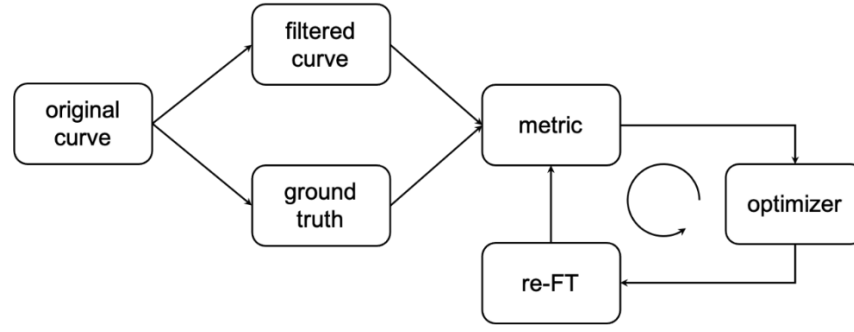 filtered
curve
original
curve
metric
ground
truth
optimizer
re-FT